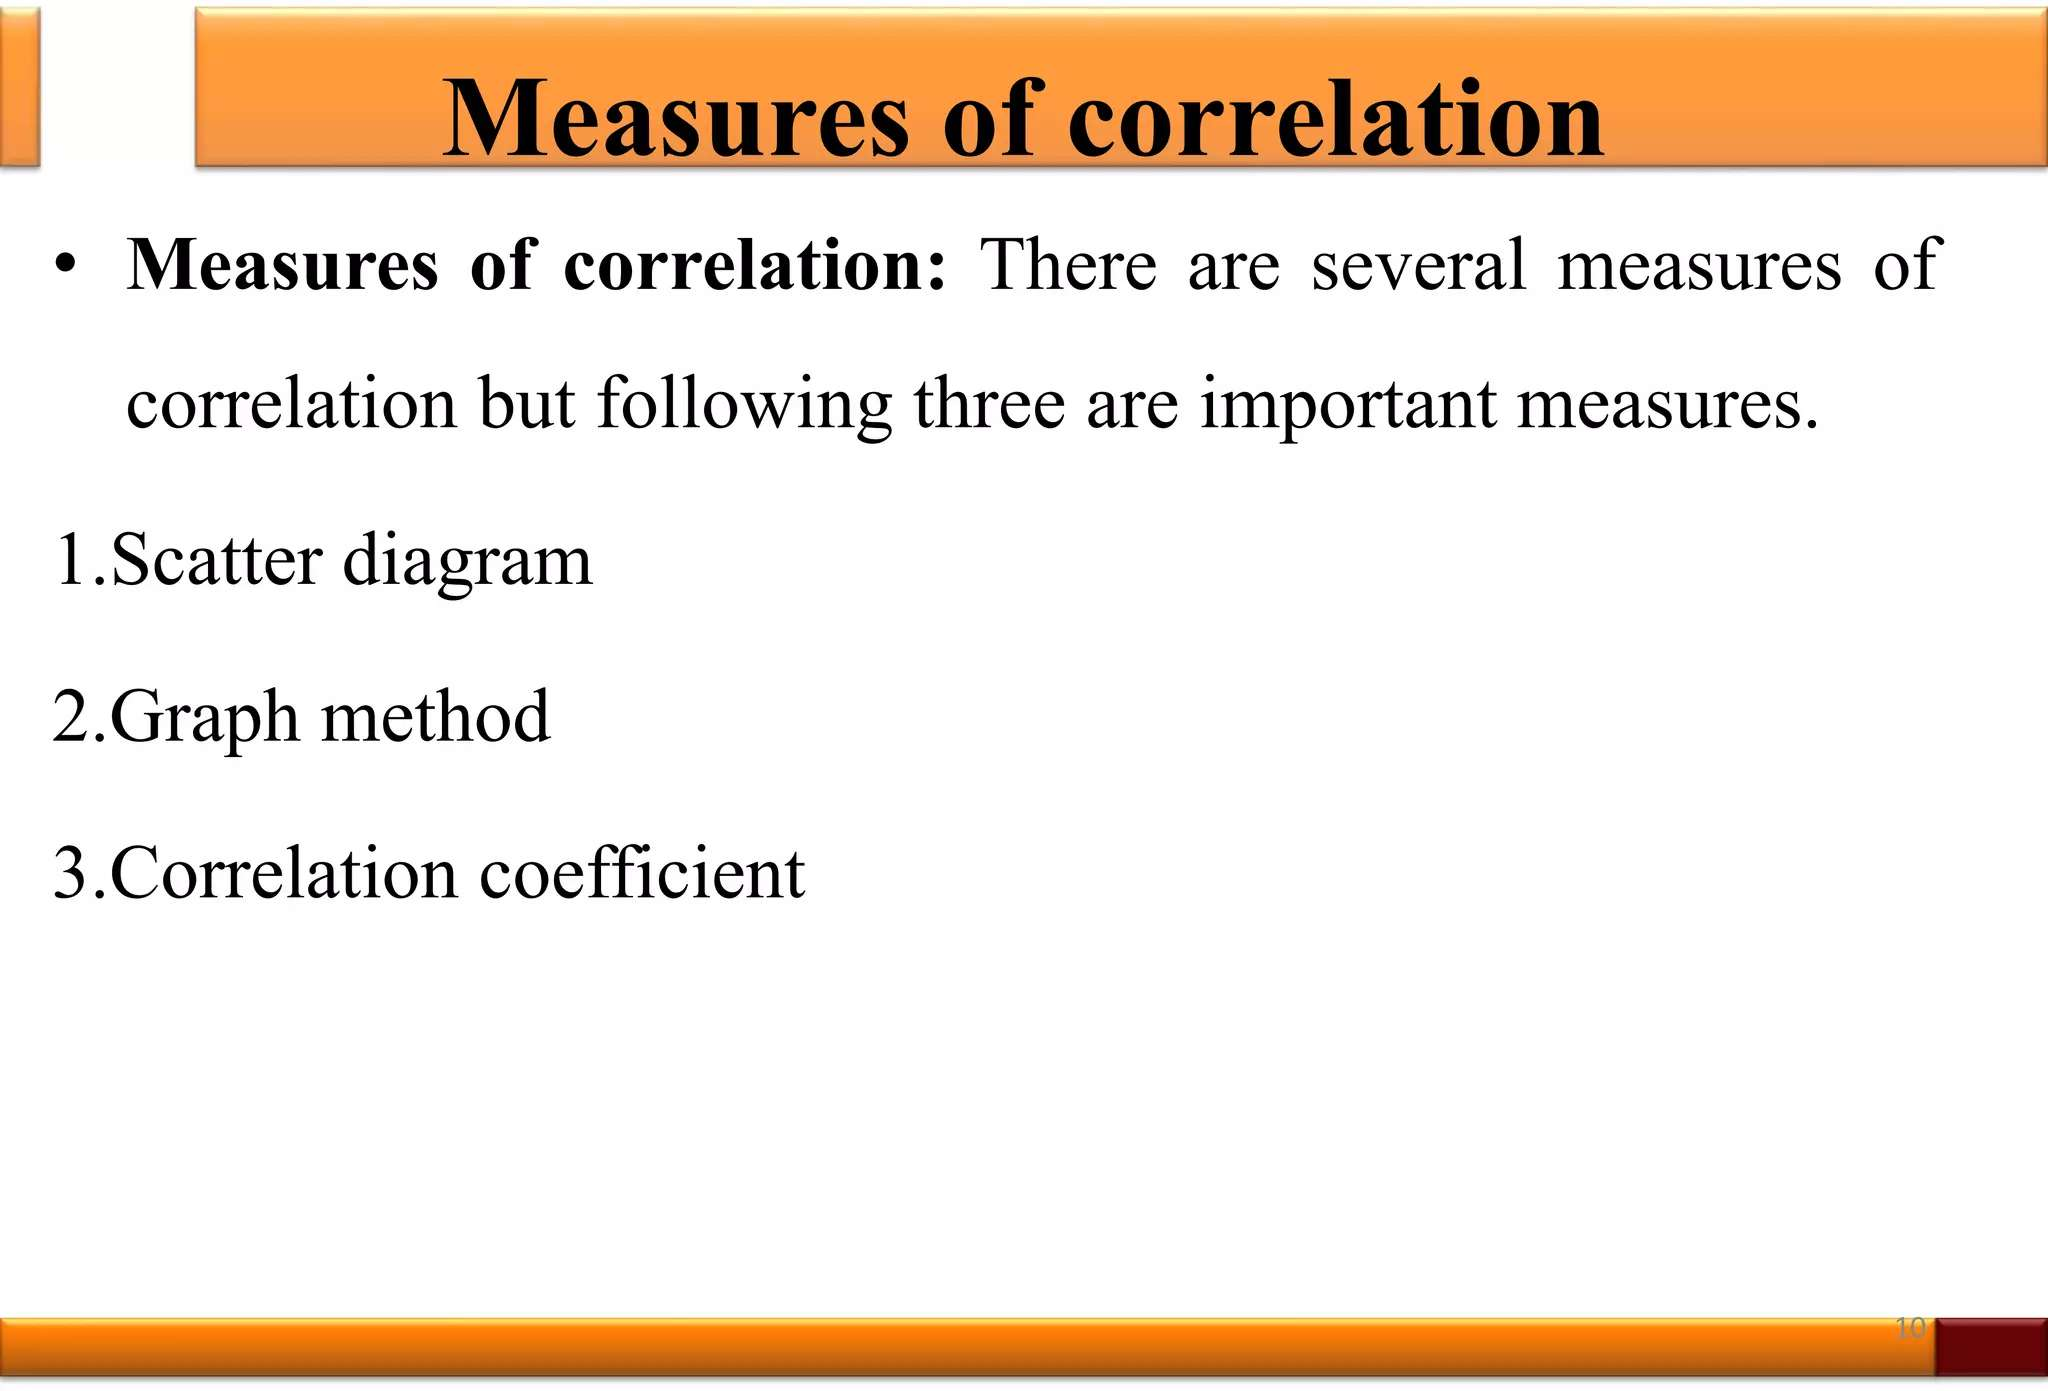 Measures of correlation
• Measures of correlation: There are several measures of
correlation but following three are important measures.
1.Scatter diagram
2.Graph method
3.Correlation coefficient
10